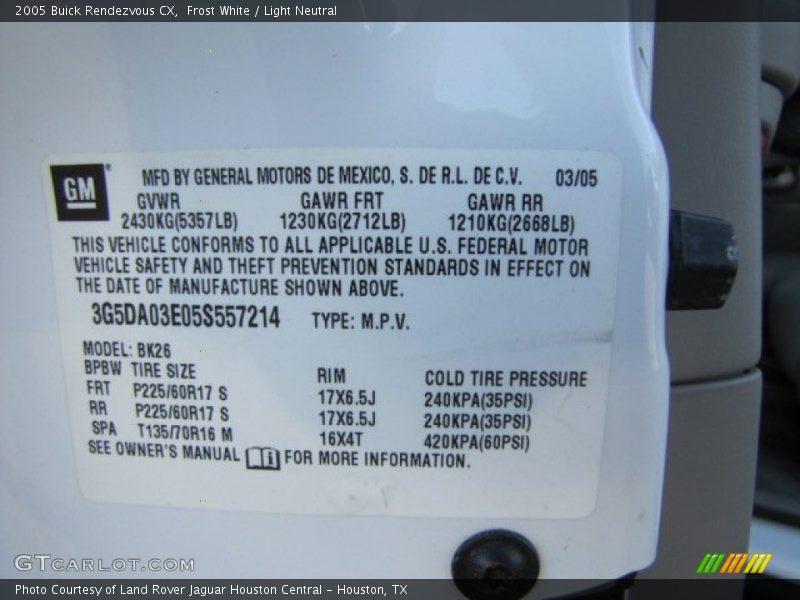 2005 Buick Rendezvous CX,  Frost White / Light Neutral
GM MFD BY GENERAL MOTORS DE MEXICO, S. DE R.L. DE C.V. 03/05
GVWR GAWR FRT GAWR RR
2430KG(5357LB) 1230KG(2712LB) 1210KG(2668LB)
THIS VEHICLE CONFORMS TO ALL APPLICABLE U.S. FEDERAL MOTOR
VEHICLE SAFETY AND THEFT PREVENTION STANDARDS IN EFFECT ON
THE DATE OF MANUFACTURE SHOWN ABOVE.
3G5DA03E05S557214 TYPE: M.P.V.
MODEL: BK26
BPBW TIRE SIZE RIM COLD TIRE PRESSURE
FRT P225/60R17 S 17X6.5J 240KPA(35PSI)
RR P225/60R17 S 17X6.5J 240KPA(35PSI)
SPA T135/70R16 M 16X4T 420KPA(60PSI)
SEE OWNER'S MANUAL i FOR MORE INFORMATION.
GTCARLOT.COM
Photo Courtesy of Land Rover Jaguar Houston Central - Houston, TX